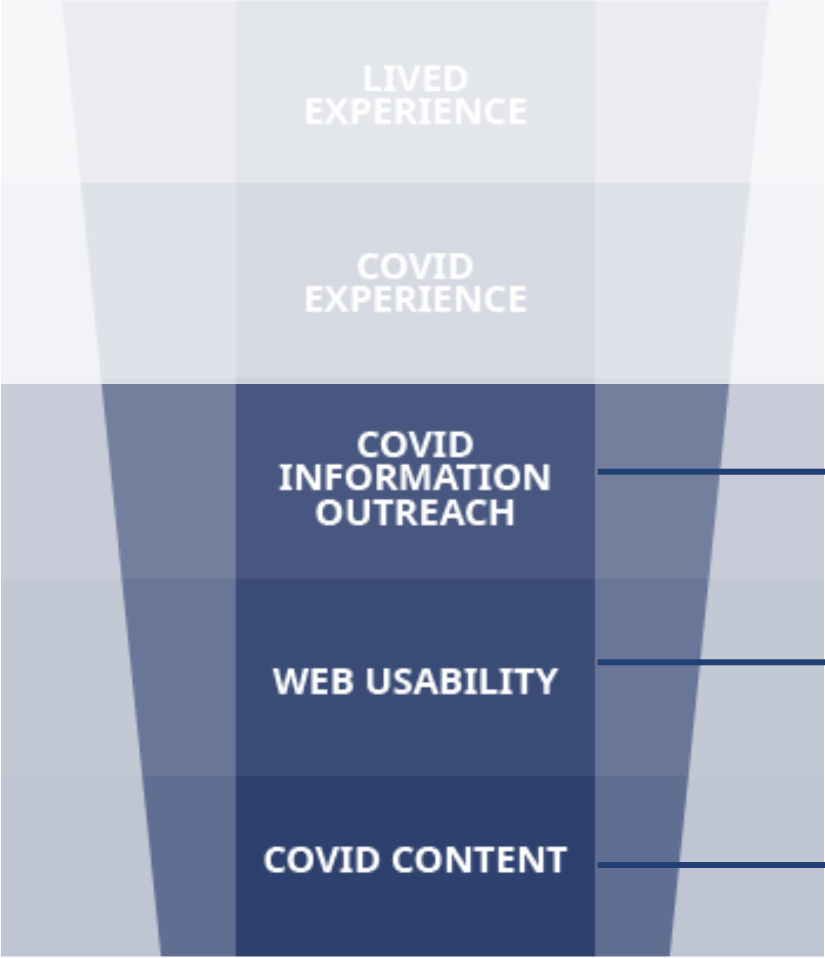 LIVED
EXPERIENCE
COVID
EXPERIENCE
COVID
INFORMATION
OUTREACH
WEB USABILITY
COVID CONTENT